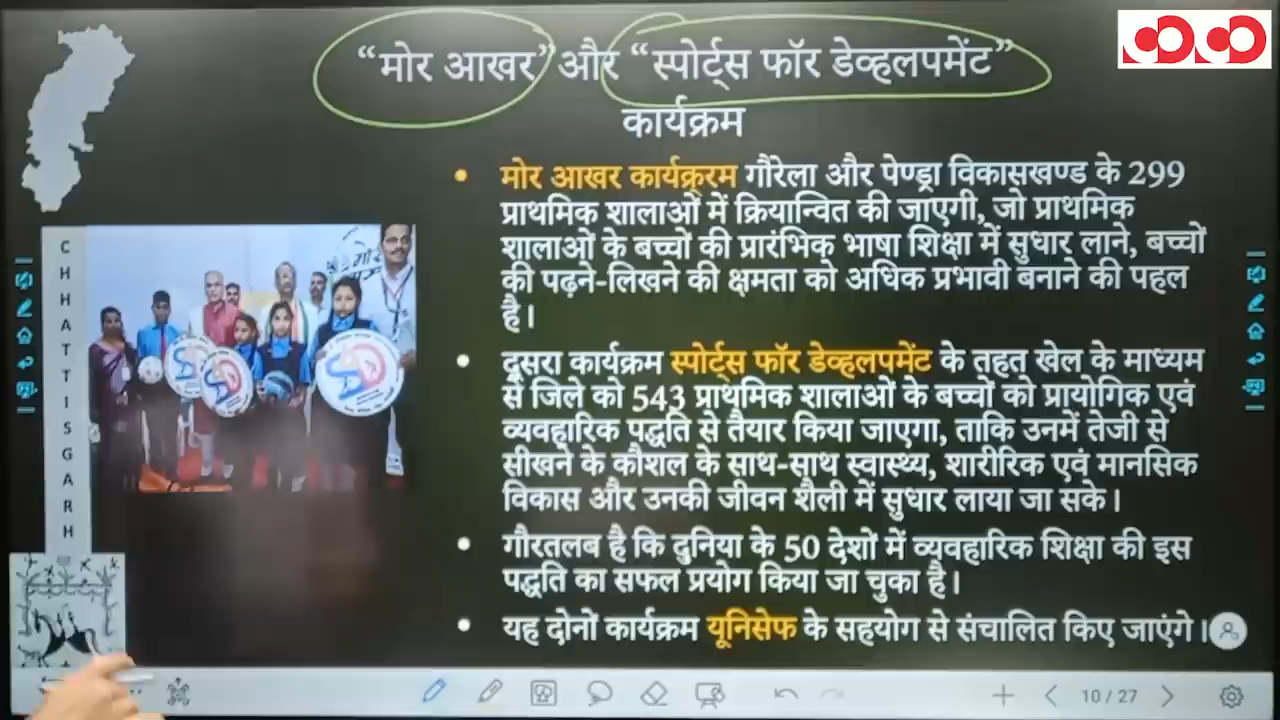 “मोर आखर” और “स्पोर्ट्स फॉर डेव्हलपमेंट”
कार्यक्रम
CHHATTISGARH
• मोर आखर कार्यक्र्रम गौरेला और पेण्ड्रा विकासखण्ड के 299
प्राथमिक शालाओं में क्रियान्वित की जाएगी, जो प्राथमिक
शालाओं के बच्चों की प्रारंभिक भाषा शिक्षा में सुधार लाने, बच्चों
की पढ़ने-लिखने की क्षमता को अधिक प्रभावी बनाने की पहल
है।
• दूसरा कार्यक्रम स्पोर्ट्स फॉर डेव्हलपमेंट के तहत खेल के माध्यम
से जिले को 543 प्राथमिक शालाओं के बच्चों को प्रायोगिक एवं
व्यवहारिक पद्धति से तैयार किया जाएगा, ताकि उनमें तेजी से
सीखने के कौशल के साथ-साथ स्वास्थ्य, शारीरिक एवं मानसिक
विकास और उनकी जीवन शैली में सुधार लाया जा सके।
• गौरतलब है कि दुनिया के 50 देशों में व्यवहारिक शिक्षा की इस
पद्धति का सफल प्रयोग किया जा चुका है।
• यह दोनों कार्यक्रम यूनिसेफ के सहयोग से संचालित किए जाएंगे।
10 / 27